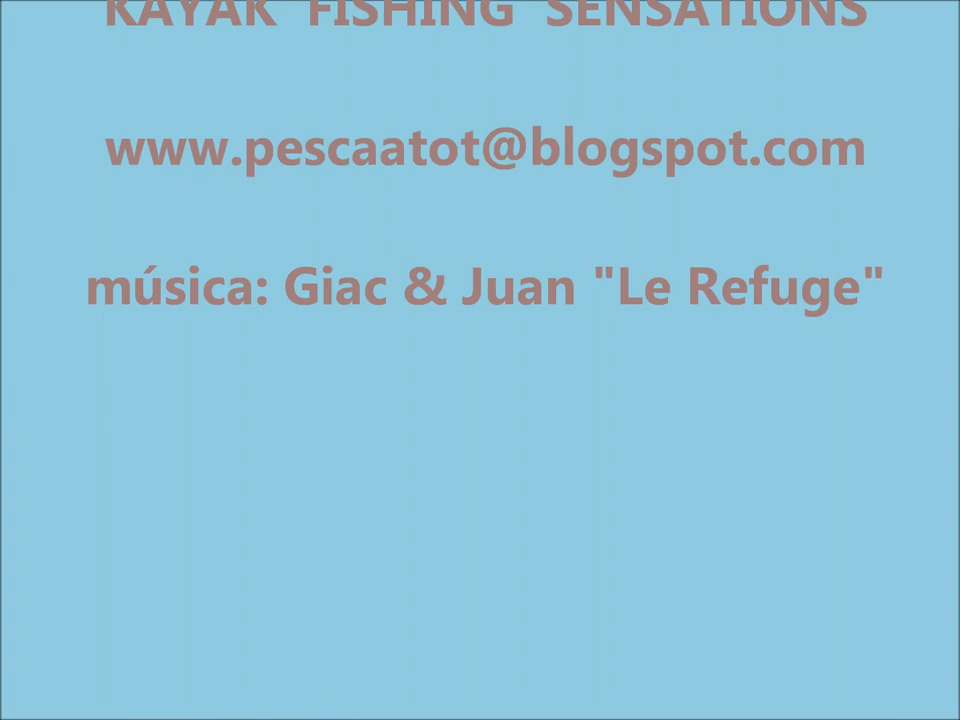 KAYAK FISHING SENSATIONS
www.pescaatot@blogspot.com
música: Giac & Juan "Le Refuge"